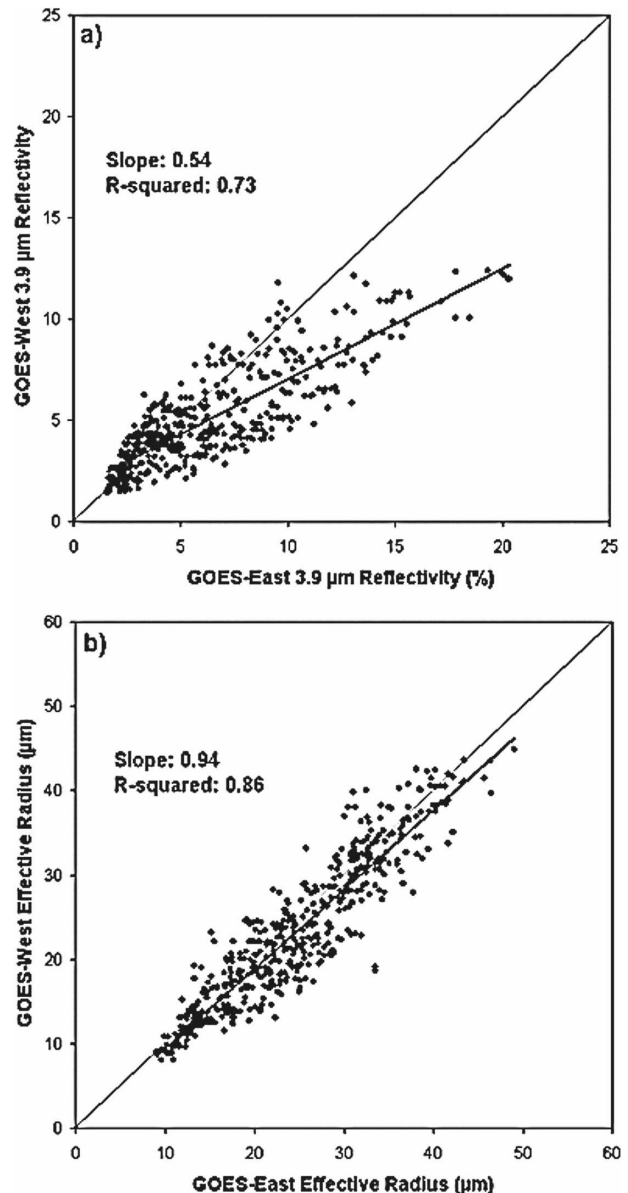 a)
25
20
15
10
5
0
GOES-West 3.9 µm Reflectivity
Slope: 0.54
R-squared: 0.73
0 5 10 15 20 25
GOES-East 3.9 µm Reflectivity (%)
b)
60
50
40
30
20
10
0
GOES-West Effective Radius (µm)
Slope: 0.94
R-squared: 0.86
0 10 20 30 40 50 60
GOES-East Effective Radius (µm)